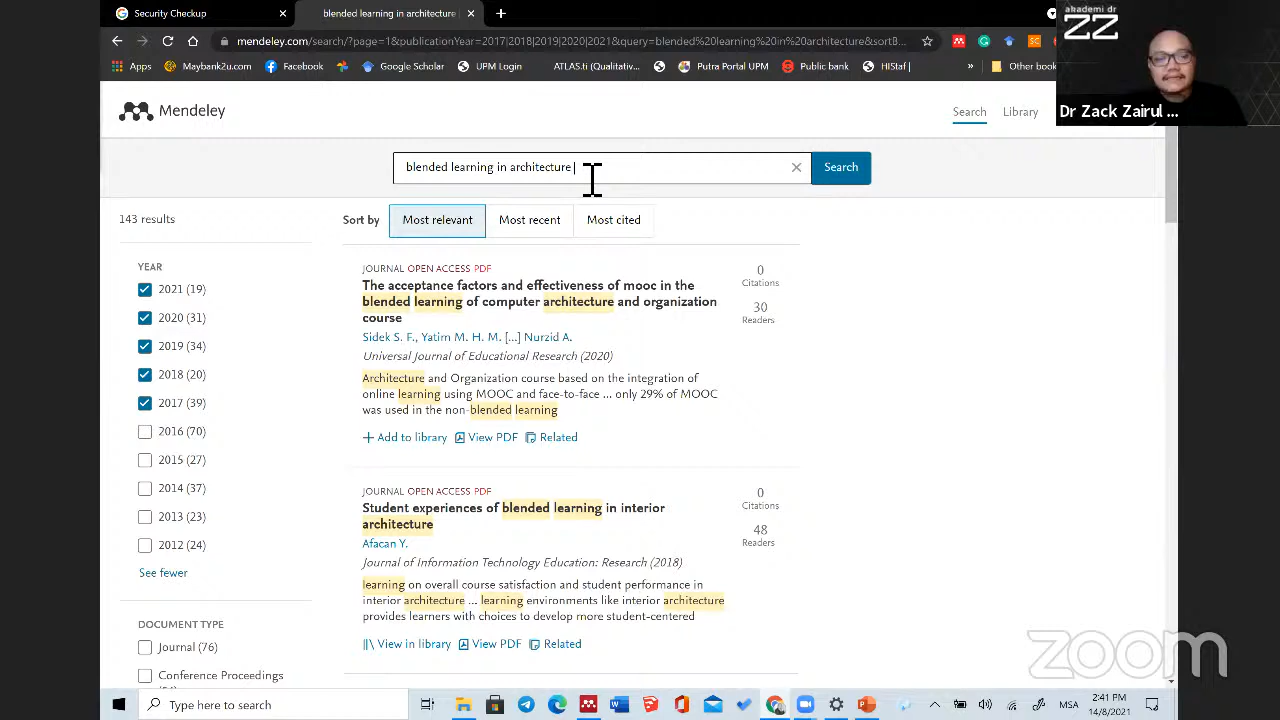 Security Checkup
blended learning in architecture
mendeley.com/search/?page=
ublicationYear=2017|2018|2019|2020|2021&query=blended%20learning%20in%20architecture&sortB...
Apps
Maybank2u.com
Facebook
Google Scholar
UPM Login
ATLAS.ti (Qualitativ...
Putra Portal UPM
Public bank
HIStaf |
»
Other book
akademi dr
ZZ
Dr Zack Zairul ...
Mendeley
Search
Library
blended learning in architecture
Search
143 results
Sort by
Most relevant
Most recent
Most cited
YEAR
2021 (19)
2020 (31)
2019 (34)
2018 (20)
2017 (39)
2016 (70)
2015 (27)
2014 (37)
2013 (23)
2012 (24)
See fewer
DOCUMENT TYPE
Journal (76)
Conference Proceedings
JOURNAL OPEN ACCESS PDF
The acceptance factors and effectiveness of mooc in the
blended learning of computer architecture and organization
course
Sidek S. F., Yatim M. H. M. [...] Nurzid A.
Universal Journal of Educational Research (2020)
Architecture and Organization course based on the integration of
online learning using MOOC and face-to-face ... only 29% of MOOC
was used in the non-blended learning
Add to library
View PDF
Related
0
Citations
30
Readers
JOURNAL OPEN ACCESS PDF
Student experiences of blended learning in interior
architecture
Afacan Y.
Journal of Information Technology Education: Research (2018)
learning on overall course satisfaction and student performance in
interior architecture ... learning environments like interior architecture
provides learners with choices to develop more student-centered
View in library
View PDF
Related
0
Citations
48
Readers
zoom
Type here to search
MSA
2:41 PM
14/8/2021